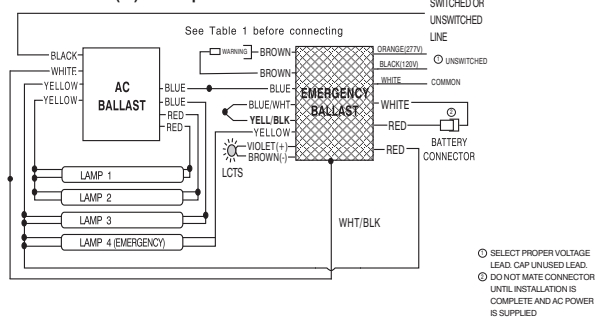 SWITCHED OR
UNSWITCHED
LINE
See Table 1 before connecting
BLACK
WHITE
YELLOW
YELLOW
AC
BALLAST
BLUE
BLUE
RED
RED
WARNING
BROWN
BROWN
BLUE
BLUE/WHT
YELL/BLK
YELLOW
VIOLET(+)
BROWN(-)
LCTS
EMERGENCY
BALLAST
ORANGE(277V)
BLACK(120V)
① UNSWITCHED
WHITE
COMMON
WHITE
②
RED
BATTERY
CONNECTOR
RED
LAMP 1
LAMP 2
LAMP 3
LAMP 4 (EMERGENCY)
WHT/BLK
① SELECT PROPER VOLTAGE
LEAD. CAP UNUSED LEAD.
② DO NOT MATE CONNECTOR
UNTIL INSTALLATION IS
COMPLETE AND AC POWER
IS SUPPLIED